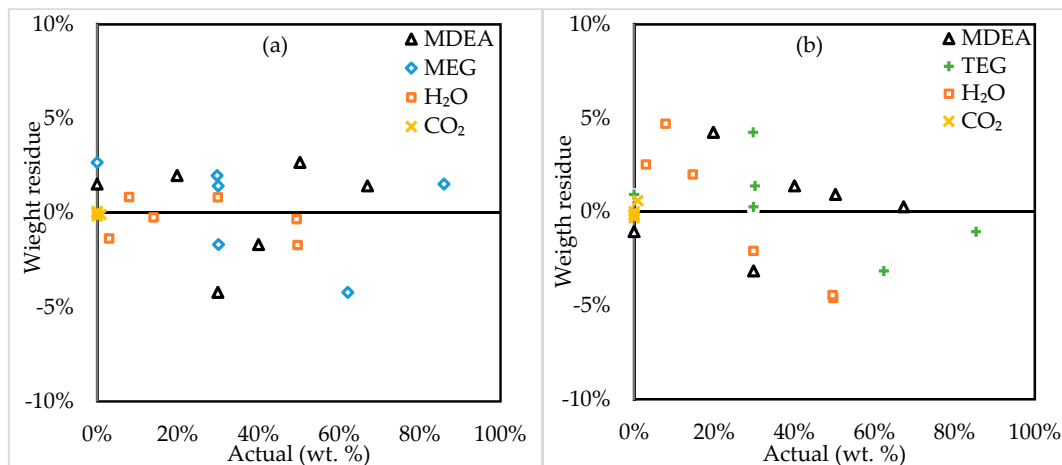 10%
5%
0%
-5%
-10%
Wieght residue
(a)
MDEA
MEG
H₂O
CO₂
0% 20% 40% 60% 80% 100%
Actual (wt. %)
10%
5%
0%
-5%
-10%
Weigth residue
(b)
MDEA
TEG
H₂O
CO₂
0% 20% 40% 60% 80% 100%
Actual (wt. %)